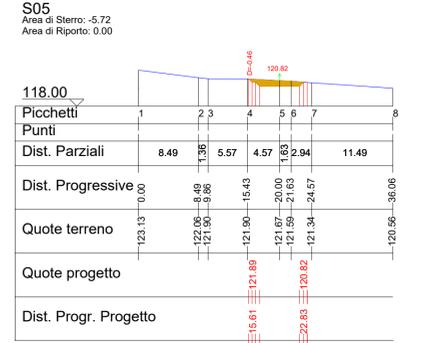 S05
Area di Sterro: -5.72
Area di Riporto: 0.00
D=-0.46
120.82
118.00
Picchetti 1 2 3 4 5 6 7 8
Punti
Dist. Parziali 8.49 1.36 5.57 4.57 1.63 2.94 11.49
Dist. Progressive 0.00 8.49 9.86 15.43 20.00 21.63 24.57 36.06
Quote terreno 123.13 122.06 121.90 121.90 121.67 121.59 121.34 120.56
Quote progetto 121.89 120.82
Dist. Progr. Progetto 15.61 22.83